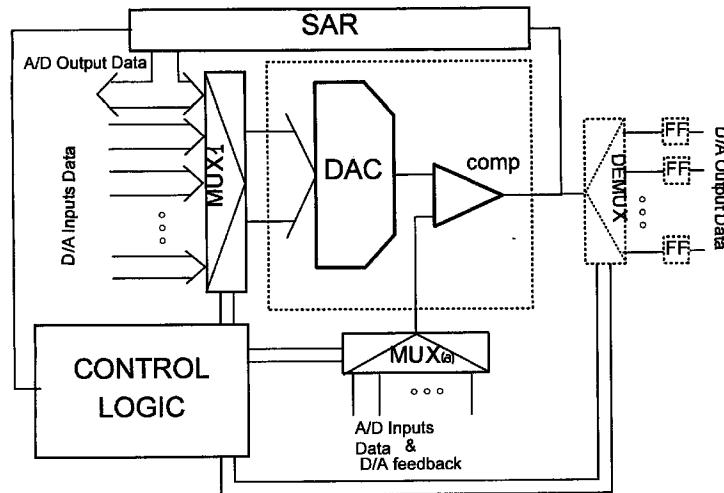 SAR
A/D Output Data
D/A Inputs Data
MUX1
DAC
comp
DEMUX
FF
FF
FF
D/A Output Data
CONTROL
LOGIC
MUX(a)
A/D Inputs
Data &
D/A feedback